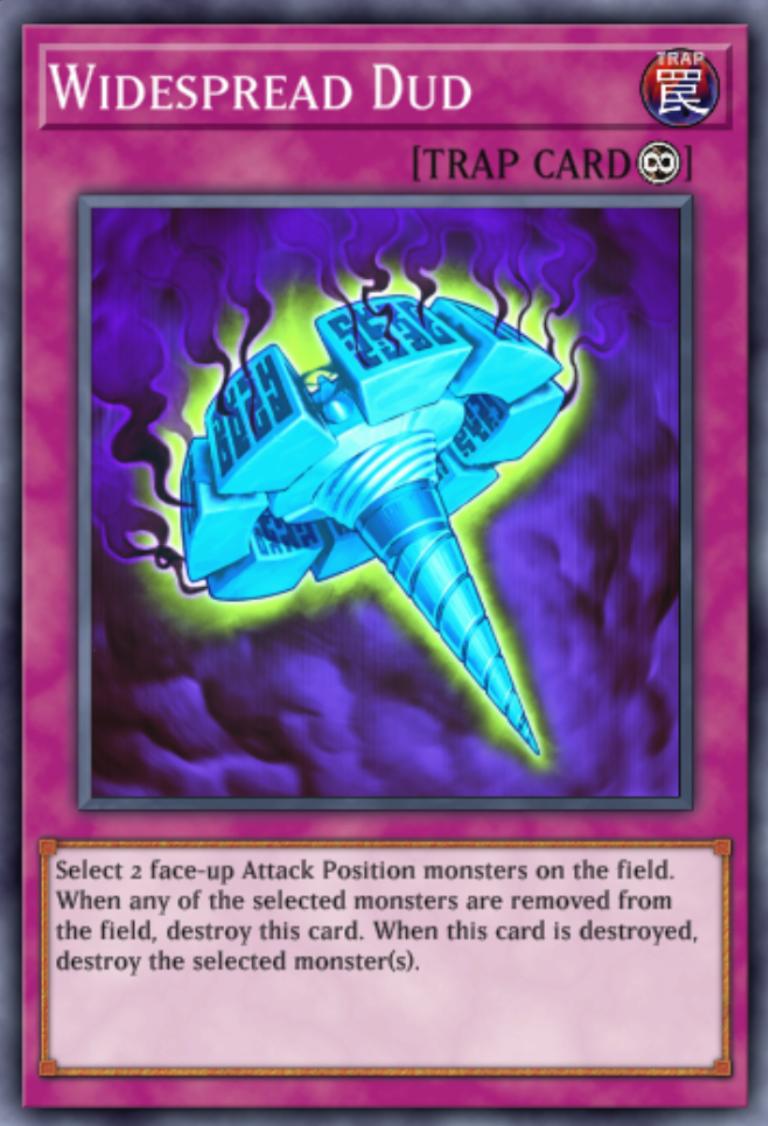 Widespread Dud
TRAP
罠
[TRAP CARD∞]
Select 2 face-up Attack Position monsters on the field.
When any of the selected monsters are removed from
the field, destroy this card. When this card is destroyed,
destroy the selected monster(s).